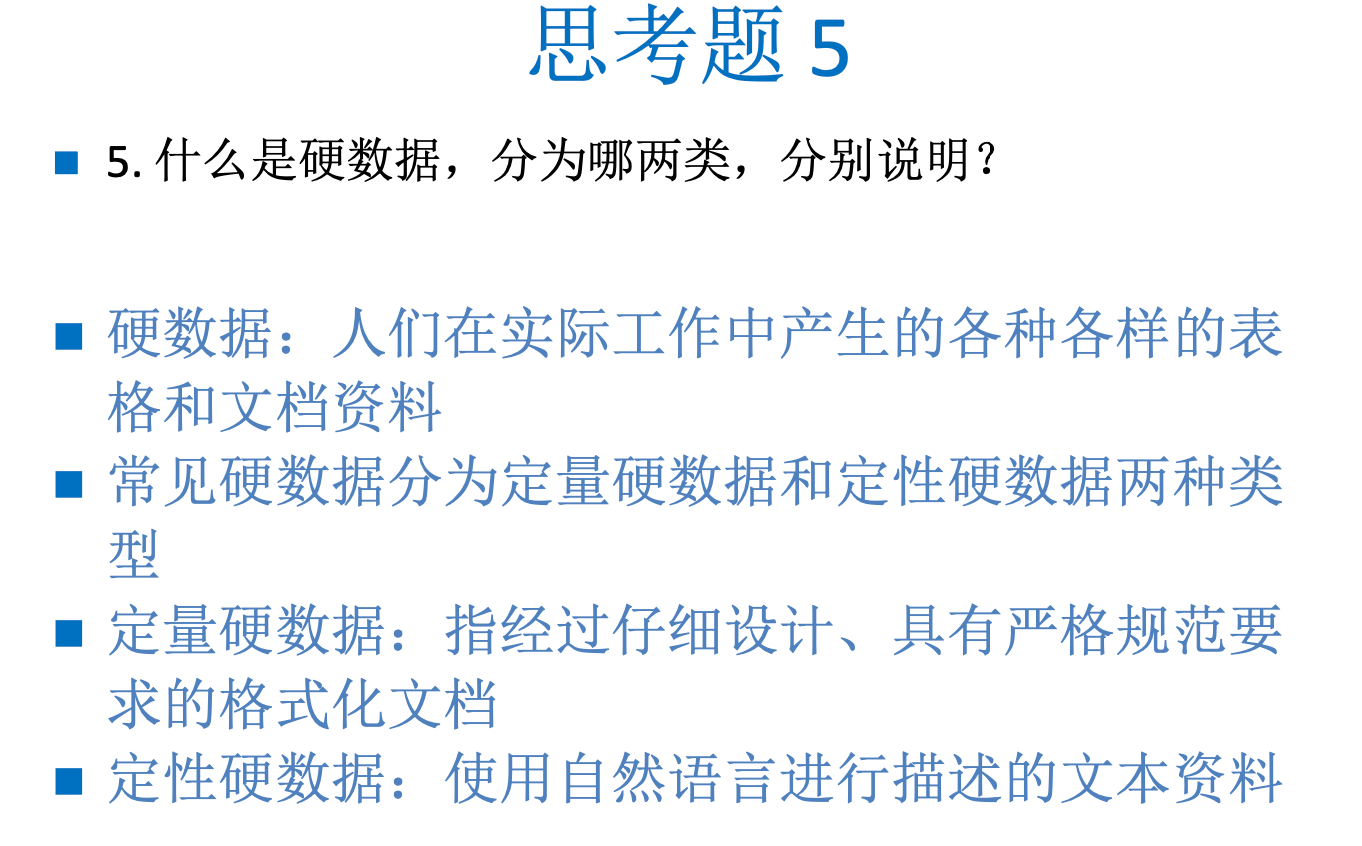 思考题 5
5. 什么是硬数据，分为哪两类，分别说明？
硬数据：人们在实际工作中产生的各种各样的表
格和文档资料
常见硬数据分为定量硬数据和定性硬数据两种类
型
定量硬数据：指经过仔细设计、具有严格规范要
求的格式化文档
定性硬数据：使用自然语言进行描述的文本资料